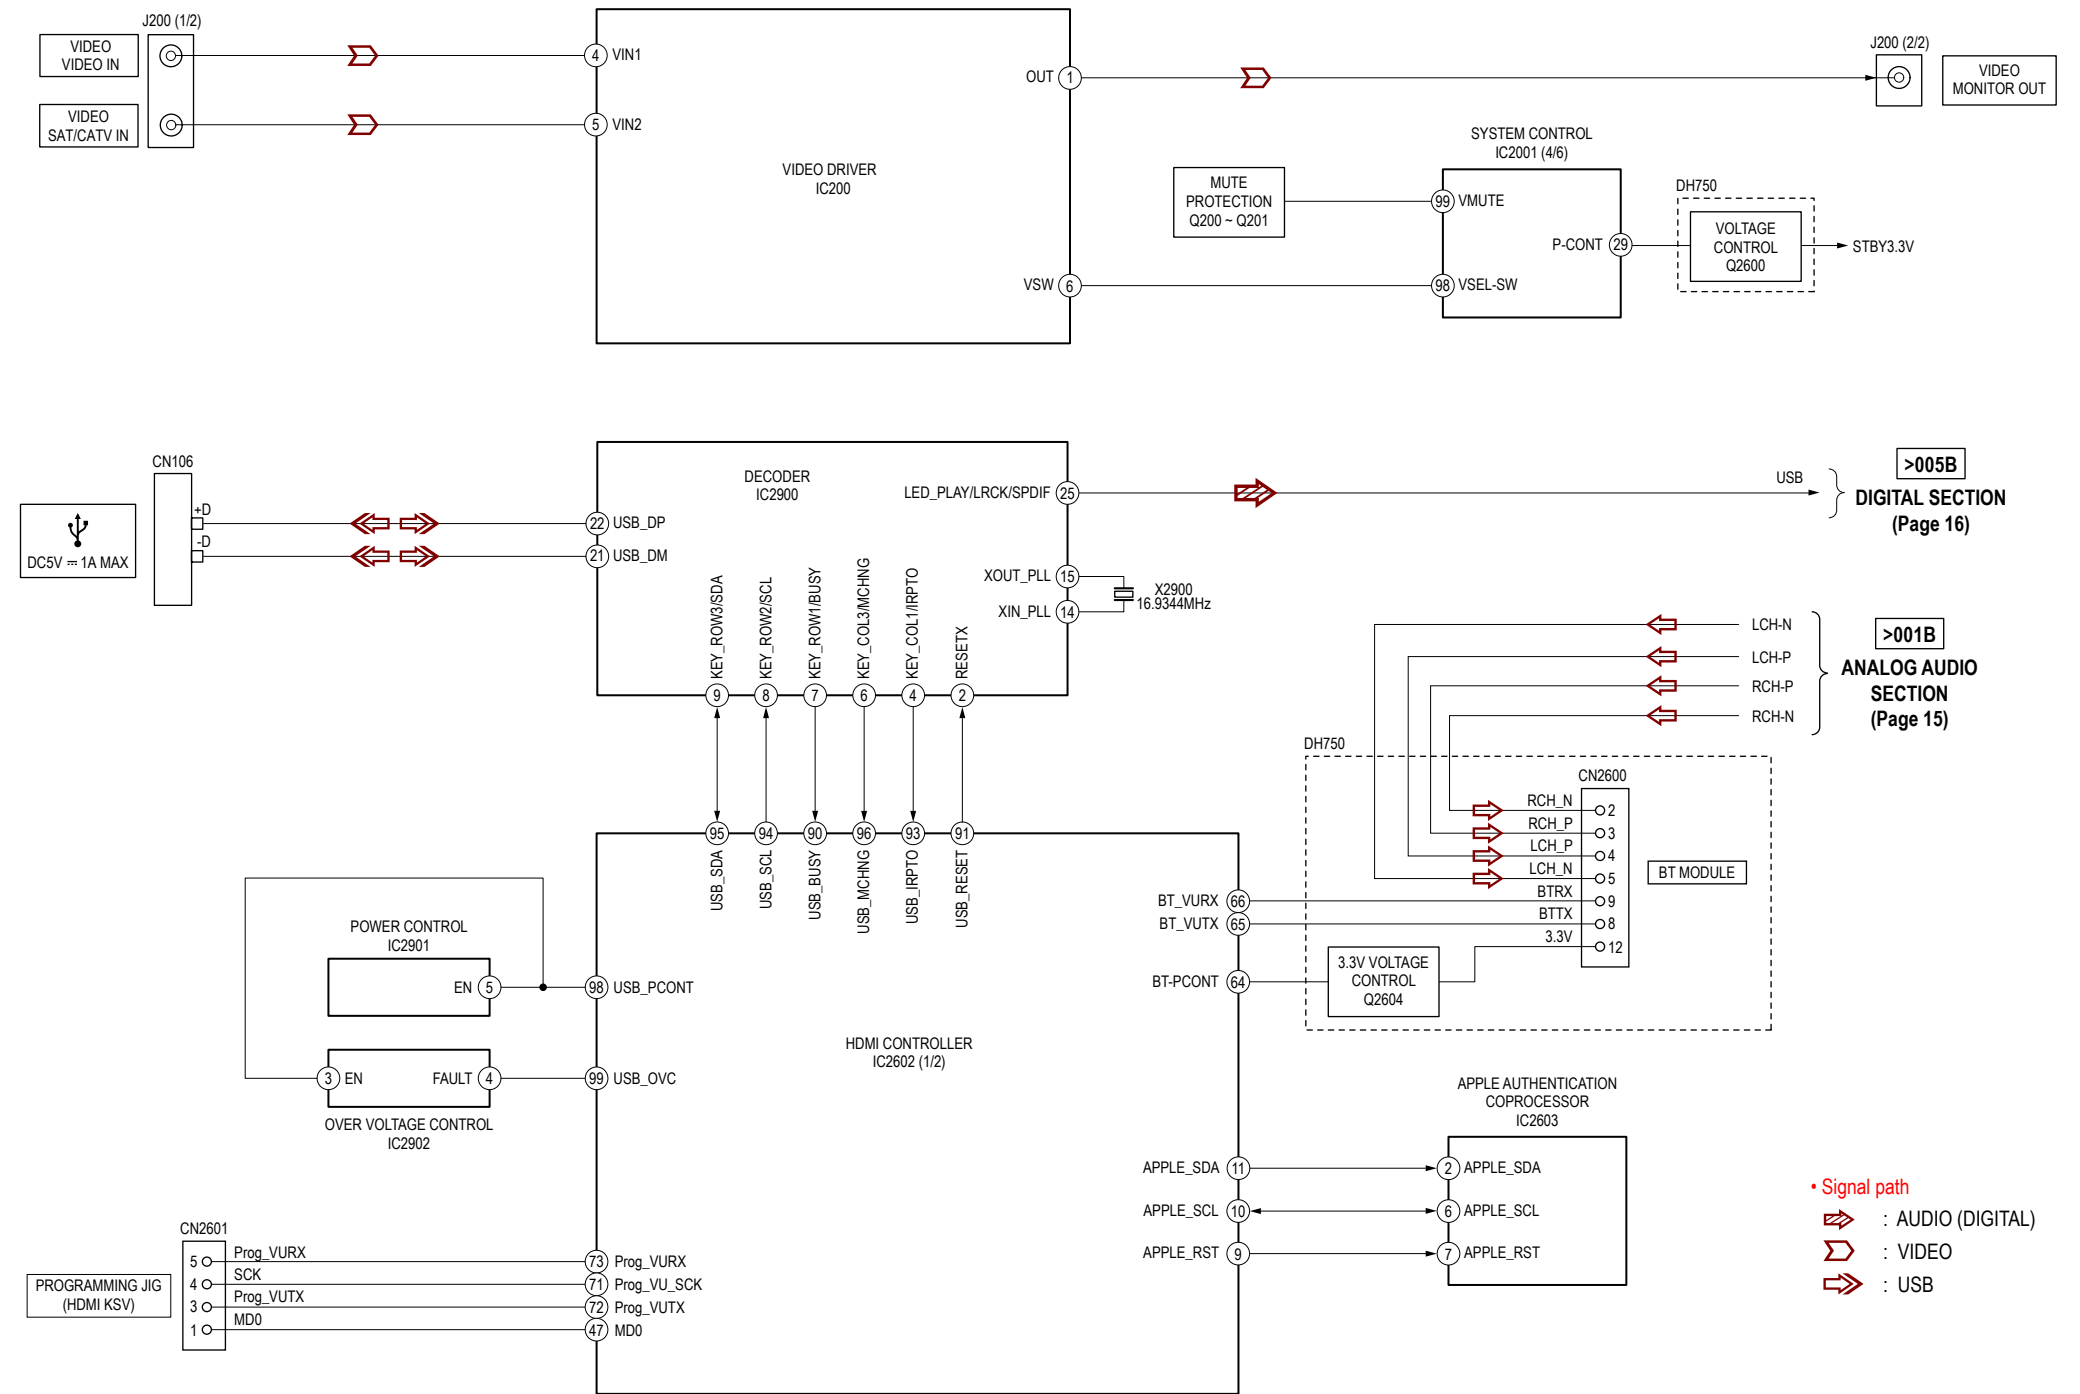 J200 (1/2)
VIDEO
VIDEO IN
VIDEO
SAT/CATV IN
4 VIN1
5 VIN2
VIDEO DRIVER
IC200
OUT 1
VSW 6
J200 (2/2)
VIDEO
MONITOR OUT
SYSTEM CONTROL
IC2001 (4/6)
MUTE
PROTECTION
Q200 ~ Q201
99 VMUTE
98 VSEL-SW
P-CONT 29
DH750
VOLTAGE
CONTROL
Q2600
STBY3.3V
CN106
DC5V ⎓ 1A MAX
+D
-D
22 USB_DP
21 USB_DM
DECODER
IC2900
LED_PLAY/LRCK/SPDIF 25
XOUT_PLL 15
XIN_PLL 14
X2900
16.9344MHz
USB
>005B
DIGITAL SECTION
(Page 16)
KEY_ROW3/SDA
KEY_ROW2/SCL
KEY_ROW1/BUSY
KEY_COL3/MCHNG
KEY_COL1/IRPTO
RESETX
9 8 7 6 4 2
95 94 90 96 93 91
USB_SDA
USB_SCL
USB_BUSY
USB_MCHNG
USB_IRPTO
USB_RESET
LCH-N
LCH-P
RCH-P
RCH-N
>001B
ANALOG AUDIO
SECTION
(Page 15)
DH750
CN2600
RCH_N 2
RCH_P 3
LCH_P 4
LCH_N 5
BTRX 9
BTTX 8
3.3V 12
BT MODULE
BT_VURX 66
BT_VUTX 65
BT-PCONT 64
3.3V VOLTAGE
CONTROL
Q2604
POWER CONTROL
IC2901
EN 5
98 USB_PCONT
3 EN
FAULT 4
99 USB_OVC
OVER VOLTAGE CONTROL
IC2902
HDMI CONTROLLER
IC2602 (1/2)
APPLE AUTHENTICATION
COPROCESSOR
IC2603
APPLE_SDA 11
2 APPLE_SDA
APPLE_SCL 10
6 APPLE_SCL
APPLE_RST 9
7 APPLE_RST
CN2601
PROGRAMMING JIG
(HDMI KSV)
5 Prog_VURX
4 SCK
3 Prog_VUTX
1 MD0
73 Prog_VURX
71 Prog_VU_SCK
72 Prog_VUTX
47 MD0
• Signal path
: AUDIO (DIGITAL)
: VIDEO
: USB